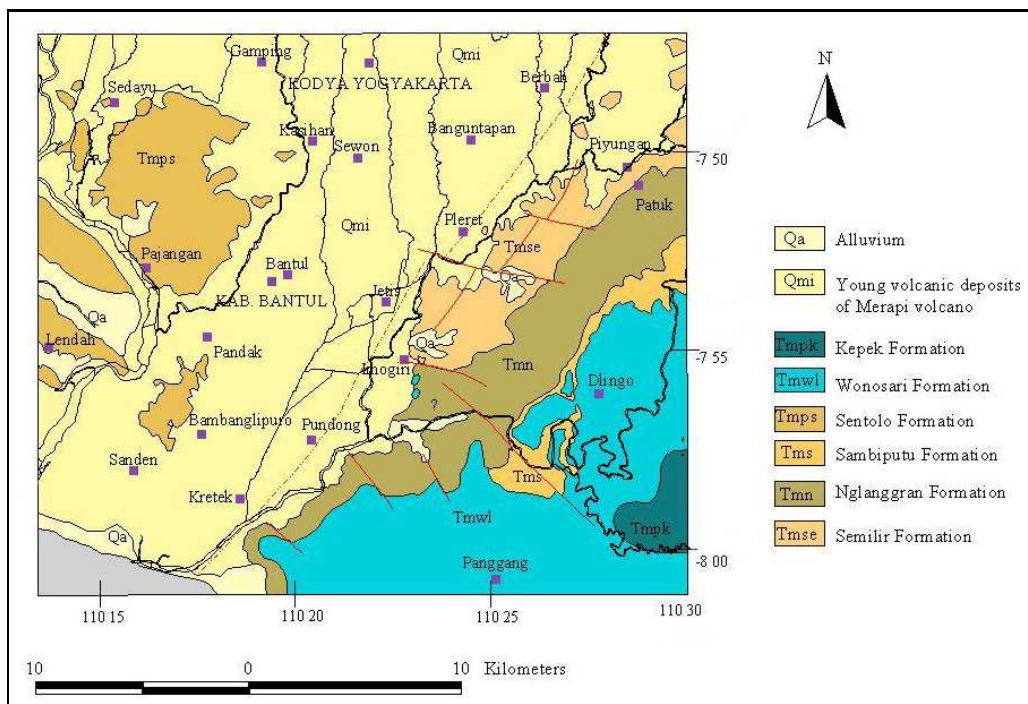 Gamping
Qmi
N
KODYA YOGYAKARTA
Berbah
Sedayu
Kasihan
Banguntapan
Sewon
Piyungan
-7 50
Tmps
Patuk
Qmi
Pleret
Tmse
Qa Alluvium
Pajangan
Bantul
Qa
Qmi Young volcanic deposits
of Merapi volcano
KAB. BANTUL
Jetis
Qa
Lendah
Pandak
Qa
Tmpk Kepek Formation
-7 55
Imogiri
Tmn
Dlingo
Tmwl Wonosari Formation
?
Bambanglipuro
Pundong
Tmps Sentolo Formation
Sanden
Tms
Tms Sambiputu Formation
Kretek
Tmwl
Tmn Nglanggran Formation
Qa
Tmpk
Tmse Semilir Formation
-8 00
Panggang
110 15
110 20
110 25
110 30
10 0 10 Kilometers